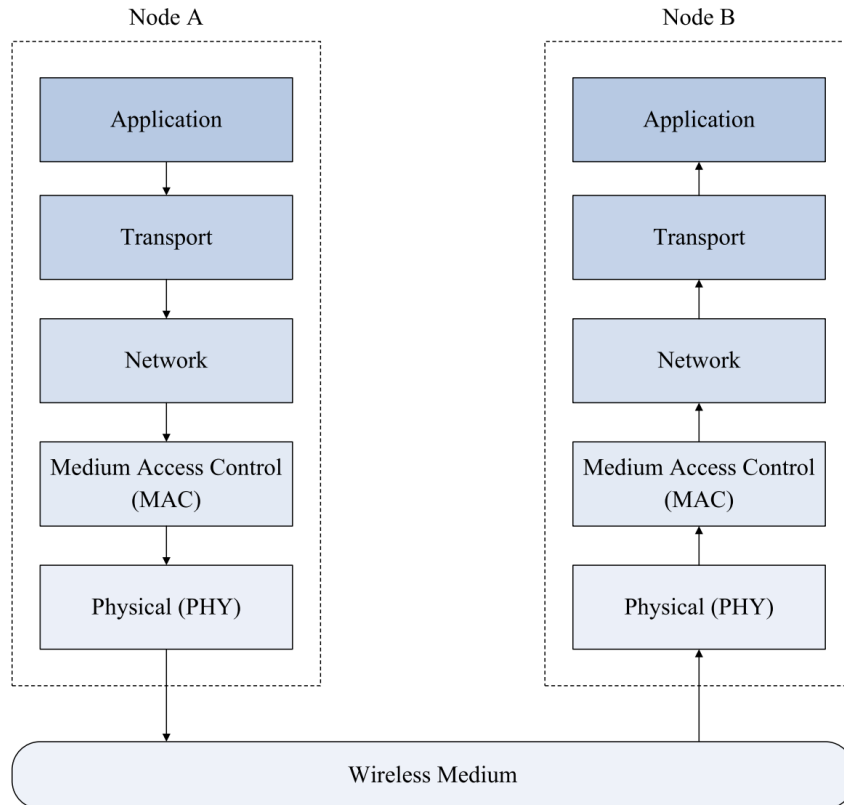 Node A
Application
Transport
Network
Medium Access Control
(MAC)
Physical (PHY)
Node B
Application
Transport
Network
Medium Access Control
(MAC)
Physical (PHY)
Wireless Medium